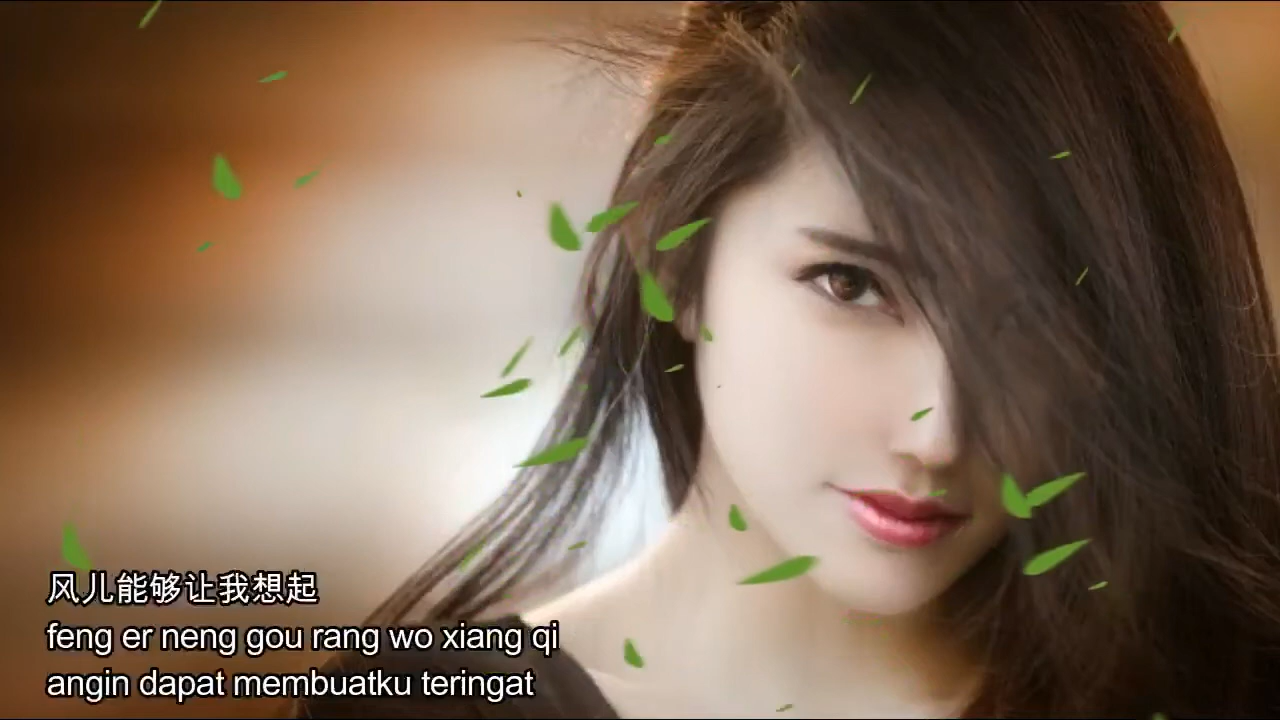 风儿能够让我想起
feng er neng gou rang wo xiang qi
angin dapat membuatku teringat